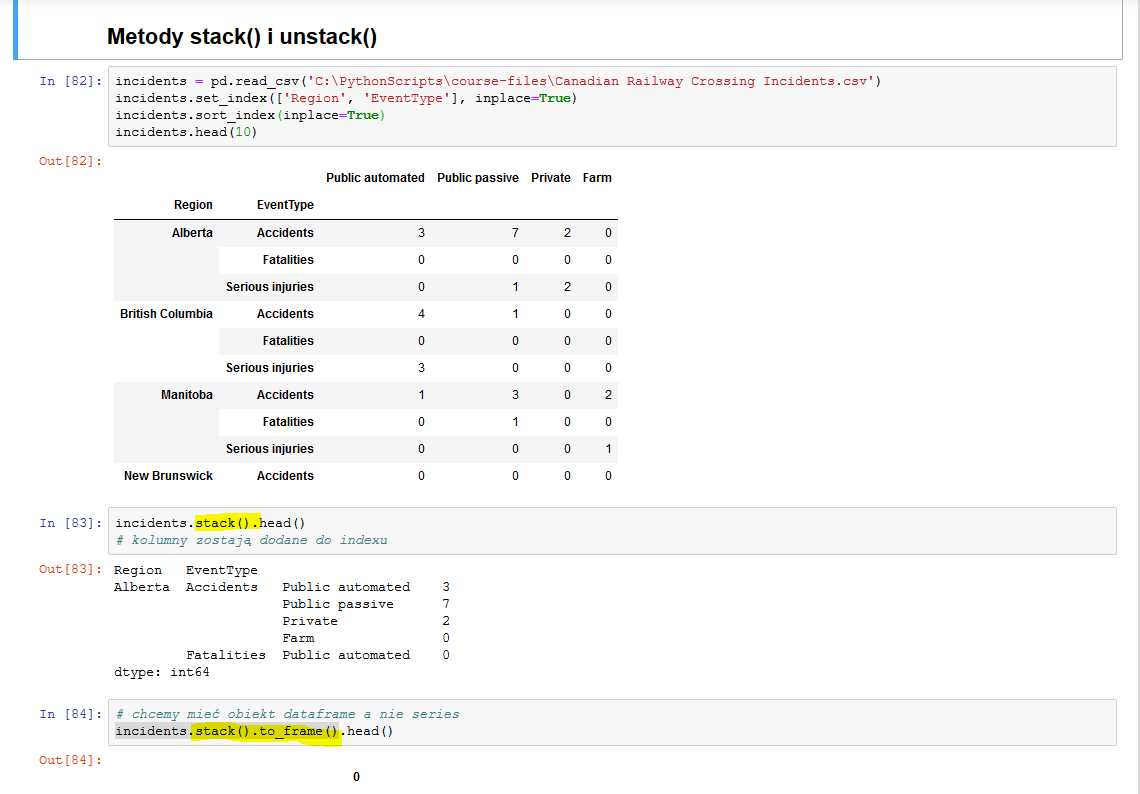 Metody stack() i unstack()
In [82]: incidents = pd.read_csv('C:\PythonScripts\course-files\Canadian Railway Crossing Incidents.csv')
incidents.set_index(['Region', 'EventType'], inplace=True)
incidents.sort_index(inplace=True)
incidents.head(10)
Out[82]:
Public automated Public passive Private Farm
Region EventType
Alberta Accidents 3 7 2 0
Fatalities 0 0 0 0
Serious injuries 0 1 2 0
British Columbia Accidents 4 1 0 0
Fatalities 0 0 0 0
Serious injuries 3 0 0 0
Manitoba Accidents 1 3 0 2
Fatalities 0 1 0 0
Serious injuries 0 0 0 1
New Brunswick Accidents 0 0 0 0
In [83]: incidents.stack().head()
# kolumny zostają dodane do indexu
Out[83]: Region EventType
Alberta Accidents Public automated 3
Public passive 7
Private 2
Farm 0
Fatalities Public automated 0
dtype: int64
In [84]: # chcemy mieć obiekt dataframe a nie series
incidents.stack().to_frame().head()
Out[84]:
0